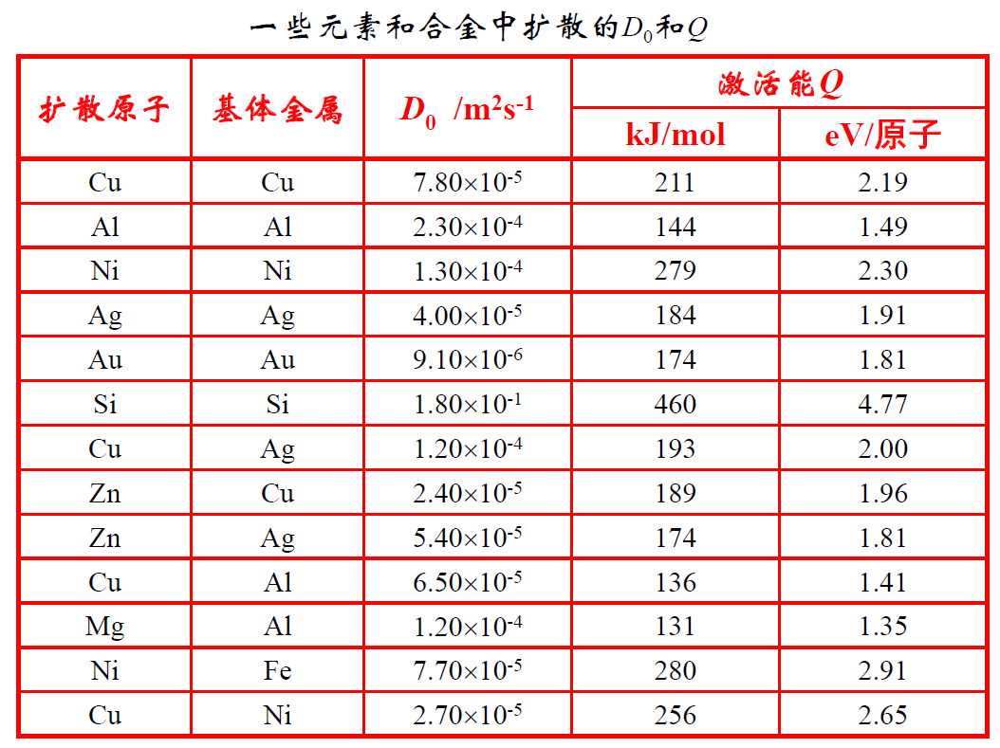 一些元素和合金中扩散的D₀和Q
扩散原子 基体金属 D₀ /m²s⁻¹ 激活能Q
kJ/mol eV/原子
Cu Cu 7.80×10⁻⁵ 211 2.19
Al Al 2.30×10⁻⁴ 144 1.49
Ni Ni 1.30×10⁻⁴ 279 2.30
Ag Ag 4.00×10⁻⁵ 184 1.91
Au Au 9.10×10⁻⁶ 174 1.81
Si Si 1.80×10⁻¹ 460 4.77
Cu Ag 1.20×10⁻⁴ 193 2.00
Zn Cu 2.40×10⁻⁵ 189 1.96
Zn Ag 5.40×10⁻⁵ 174 1.81
Cu Al 6.50×10⁻⁵ 136 1.41
Mg Al 1.20×10⁻⁴ 131 1.35
Ni Fe 7.70×10⁻⁵ 280 2.91
Cu Ni 2.70×10⁻⁵ 256 2.65